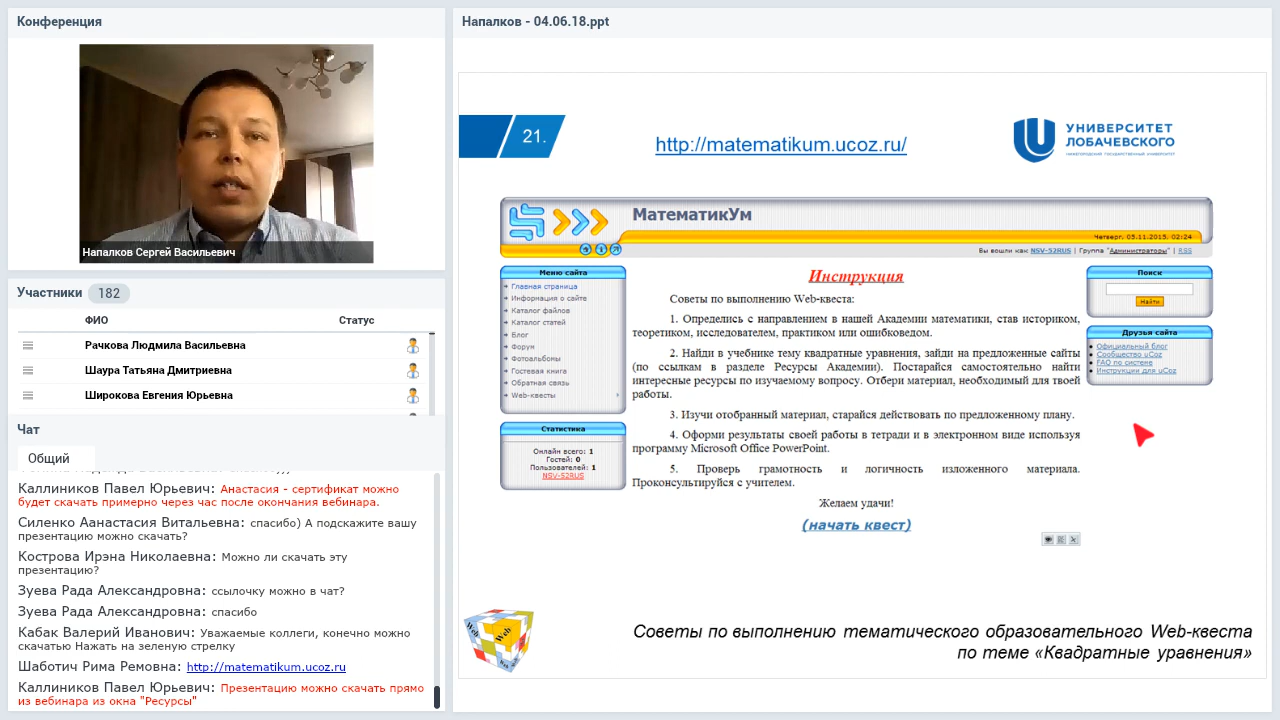 Конференция
Напалков Сергей Васильевич
Участники 182
ФИО Статус
Рачкова Людмила Васильевна
Шаура Татьяна Дмитриевна
Широкова Евгения Юрьевна
Чат
Общий
Каллиников Павел Юрьевич: Анастасия - сертификат можно
будет скачать примерно через час после окончания вебинара.
Силенко Аанастасия Витальевна: спасибо) А подскажите вашу
презентацию можно скачать?
Кострова Ирэна Николаевна: Можно ли скачать эту
презентацию?
Зуева Рада Александровна: ссылочку можно в чат?
Зуева Рада Александровна: спасибо
Кабак Валерий Иванович: Уважаемые коллеги, конечно можно
скачатью Нажать на зеленую стрелку
Шаботич Рима Ремовна: http://matematikum.ucoz.ru
Каллиников Павел Юрьевич: Презентацию можно скачать прямо
из вебинара из окна "Ресурсы"
Напалков - 04.06.18.ppt
21.
http://matematikum.ucoz.ru/
УНИВЕРСИТЕТ
ЛОБАЧЕВСКОГО
МатематикУм
Четверг, 05.11.2015, 02:24
Вы вошли как NSV-52RUS | Группа "Администраторы" | RSS
Меню сайта
Главная страница
Информация о сайте
Каталог файлов
Каталог статей
Блог
Форум
Фотоальбомы
Гостевая книга
Обратная связь
Web-квесты
Статистика
Онлайн всего: 1
Гостей: 0
Пользователей: 1
NSV-52RUS
Инструкция
Советы по выполнению Web-квеста:
1. Определись с направлением в нашей Академии математики, став историком,
теоретиком, исследователем, практиком или ошибковедом.
2. Найди в учебнике тему квадратные уравнения, зайди на предложенные сайты
(по ссылкам в разделе Ресурсы Академии). Постарайся самостоятельно найти
интересные ресурсы по изучаемому вопросу. Отбери материал, необходимый для твоей
работы.
3. Изучи отобранный материал, старайся действовать по предложенному плану.
4. Оформи результаты своей работы в тетради и в электронном виде используя
программу Microsoft Office PowerPoint.
5. Проверь грамотность и логичность изложенного материала.
Проконсультируйся с учителем.
Желаем удачи!
(начать квест)
Поиск
Найти
Друзья сайта
Официальный блог
Сообщество uCoz
FAQ по системе
Инструкции для uCoz
Web
Web
Web
Советы по выполнению тематического образовательного Web-квеста
по теме «Квадратные уравнения»